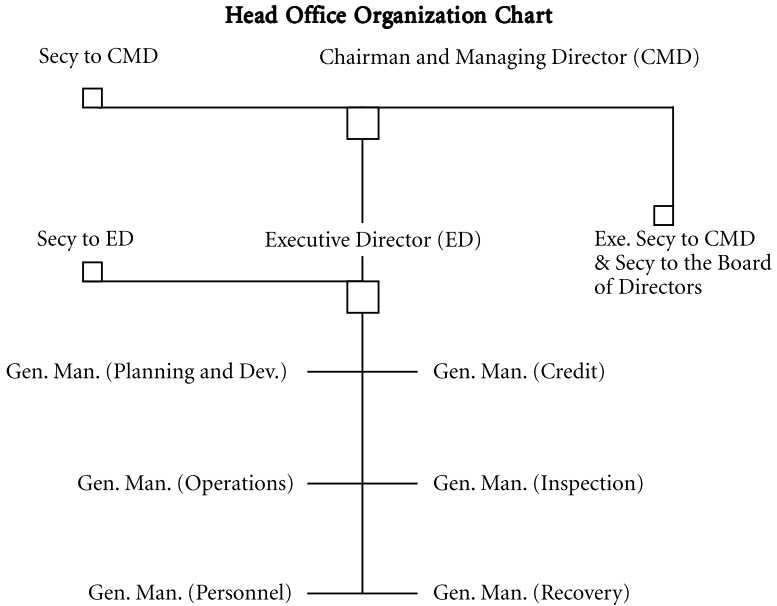 Head Office Organization Chart
Secy to CMD
Chairman and Managing Director (CMD)
Secy to ED
Executive Director (ED)
Exe. Secy to CMD
& Secy to the Board
of Directors
Gen. Man. (Planning and Dev.)
Gen. Man. (Credit)
Gen. Man. (Operations)
Gen. Man. (Inspection)
Gen. Man. (Personnel)
Gen. Man. (Recovery)